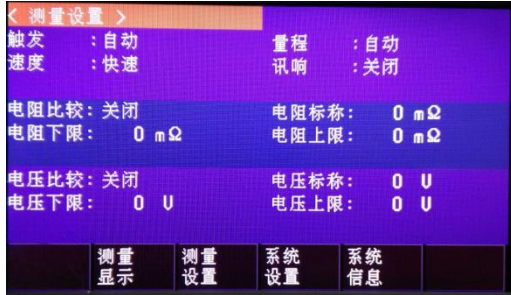 < 测量设置 >
触发 :自动 量程 :自动
速度 :快速 讯响 :关闭
电阻比较: 关闭 电阻标称: 0 mΩ
电阻下限: 0 mΩ 电阻上限: 0 mΩ
电压比较: 关闭 电压标称: 0 V
电压下限: 0 V 电压上限: 0 V
测量显示 测量设置 系统设置 系统信息